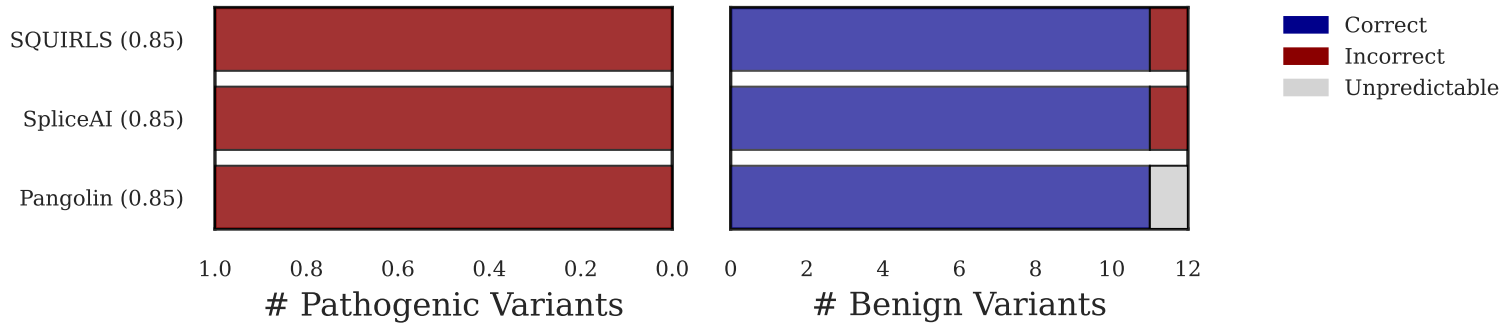 SQUIRLS (0.85)
SpliceAI (0.85)
Pangolin (0.85)
1.0 0.8 0.6 0.4 0.2 0.0
# Pathogenic Variants
0 2 4 6 8 10 12
# Benign Variants
Correct
Incorrect
Unpredictable